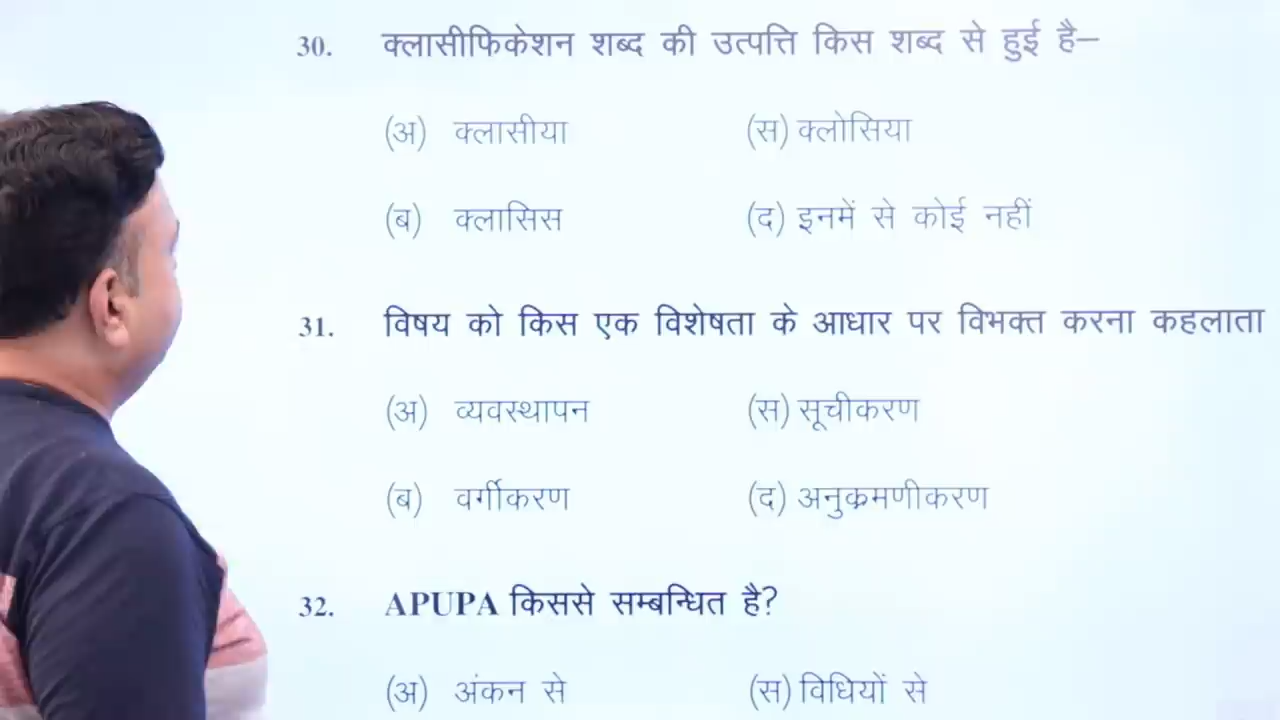 30. क्लासीफिकेशन शब्द की उत्पत्ति किस शब्द से हुई है–
(अ) क्लासीया (स) क्लोसिया
(ब) क्लासिस (द) इनमें से कोई नहीं
31. विषय को किस एक विशेषता के आधार पर विभक्त करना कहलाता
(अ) व्यवस्थापन (स) सूचीकरण
(ब) वर्गीकरण (द) अनुक्रमणीकरण
32. APUPA किससे सम्बन्धित है?
(अ) अंकन से (स) विधियों से